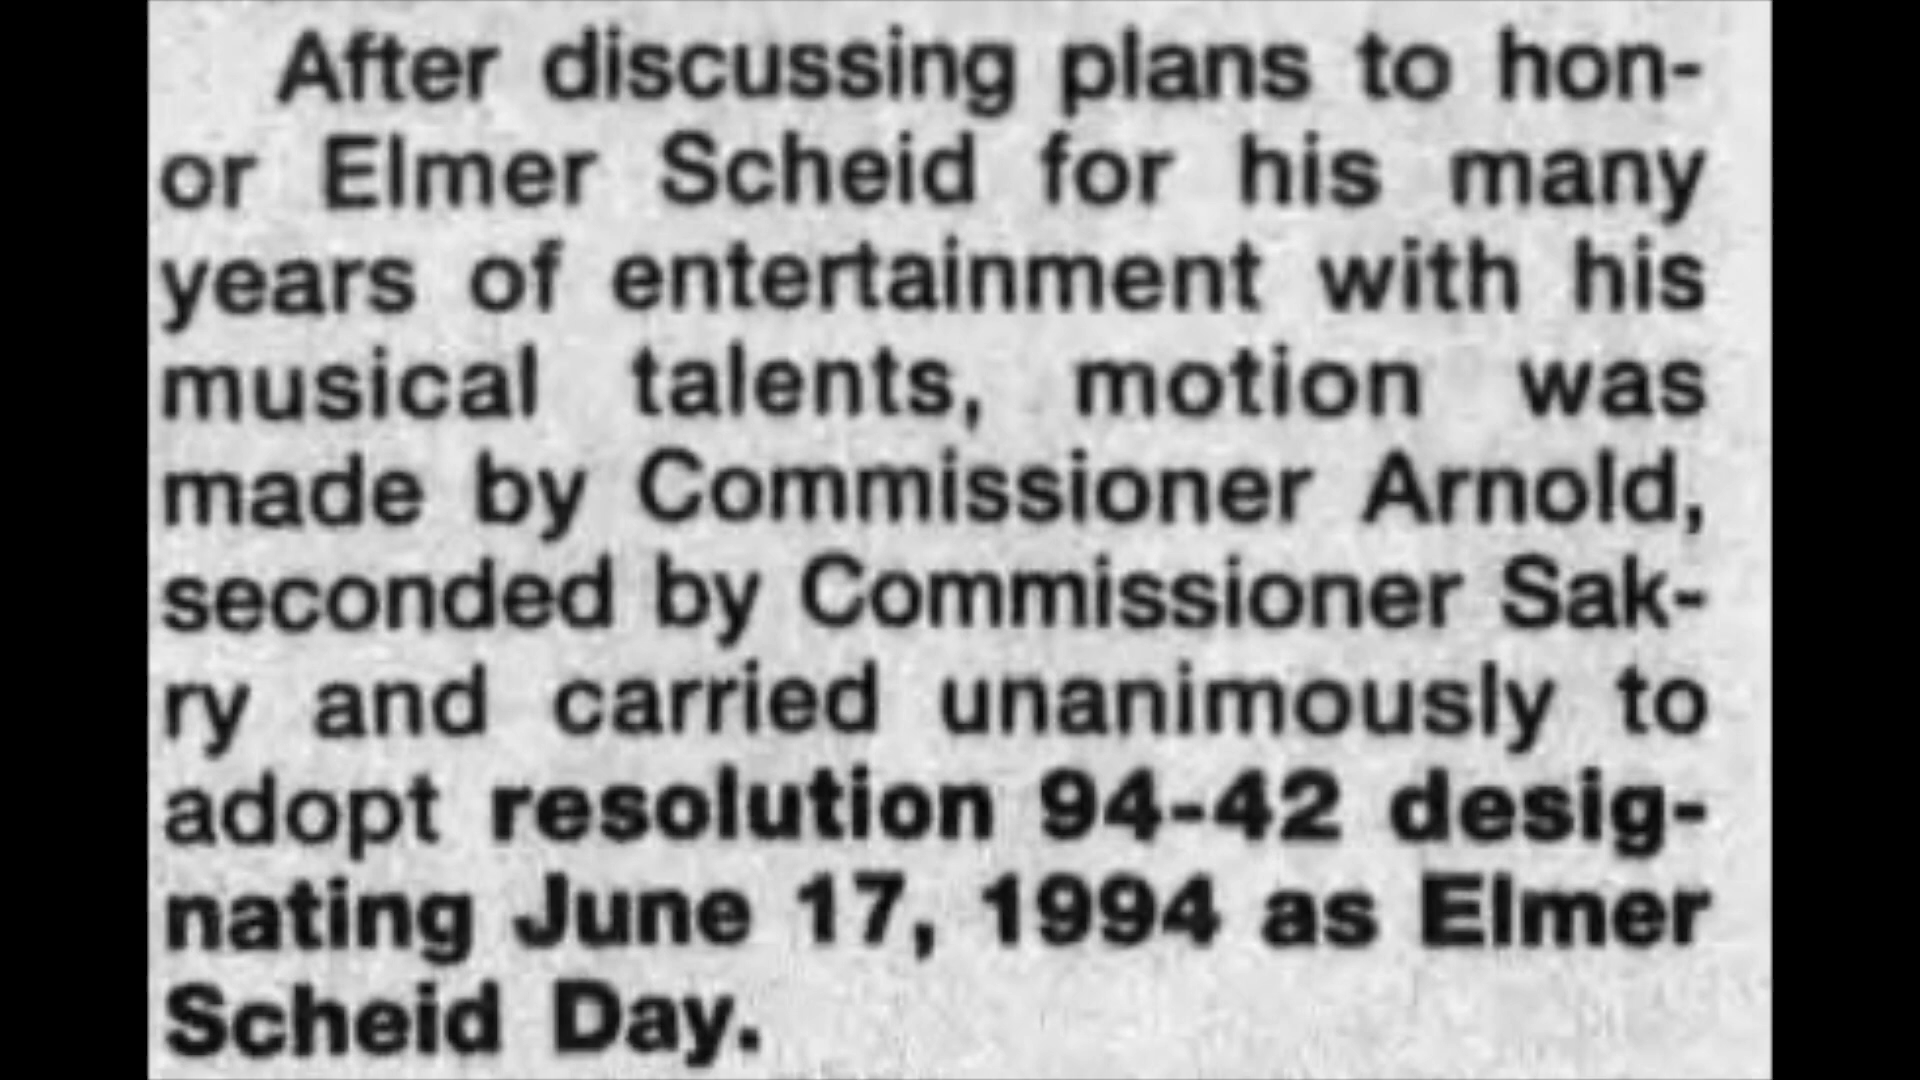 After discussing plans to hon-
or Elmer Scheid for his many
years of entertainment with his
musical talents, motion was
made by Commissioner Arnold,
seconded by Commissioner Sak-
ry and carried unanimously to
adopt resolution 94-42 desig-
nating June 17, 1994 as Elmer
Scheid Day.